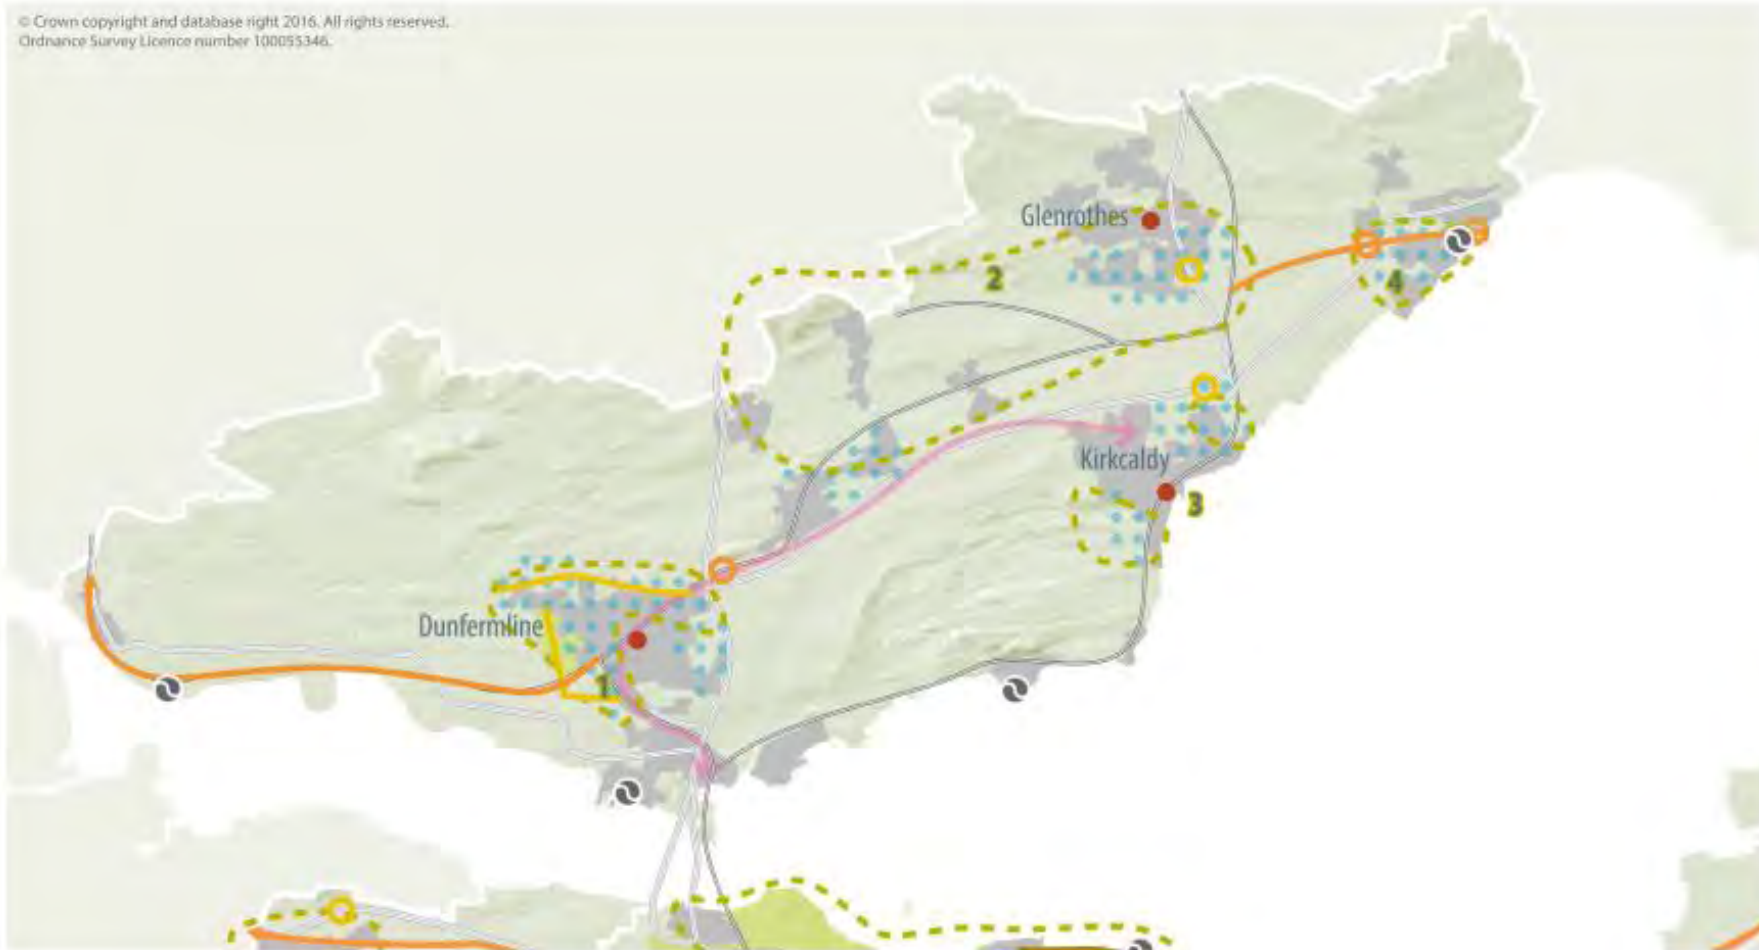 © Crown copyright and database right 2016. All rights reserved.
Ordnance Survey Licence number 100055346.
Glenrothes
2
4
Kirkcaldy
3
Dunfermline
1